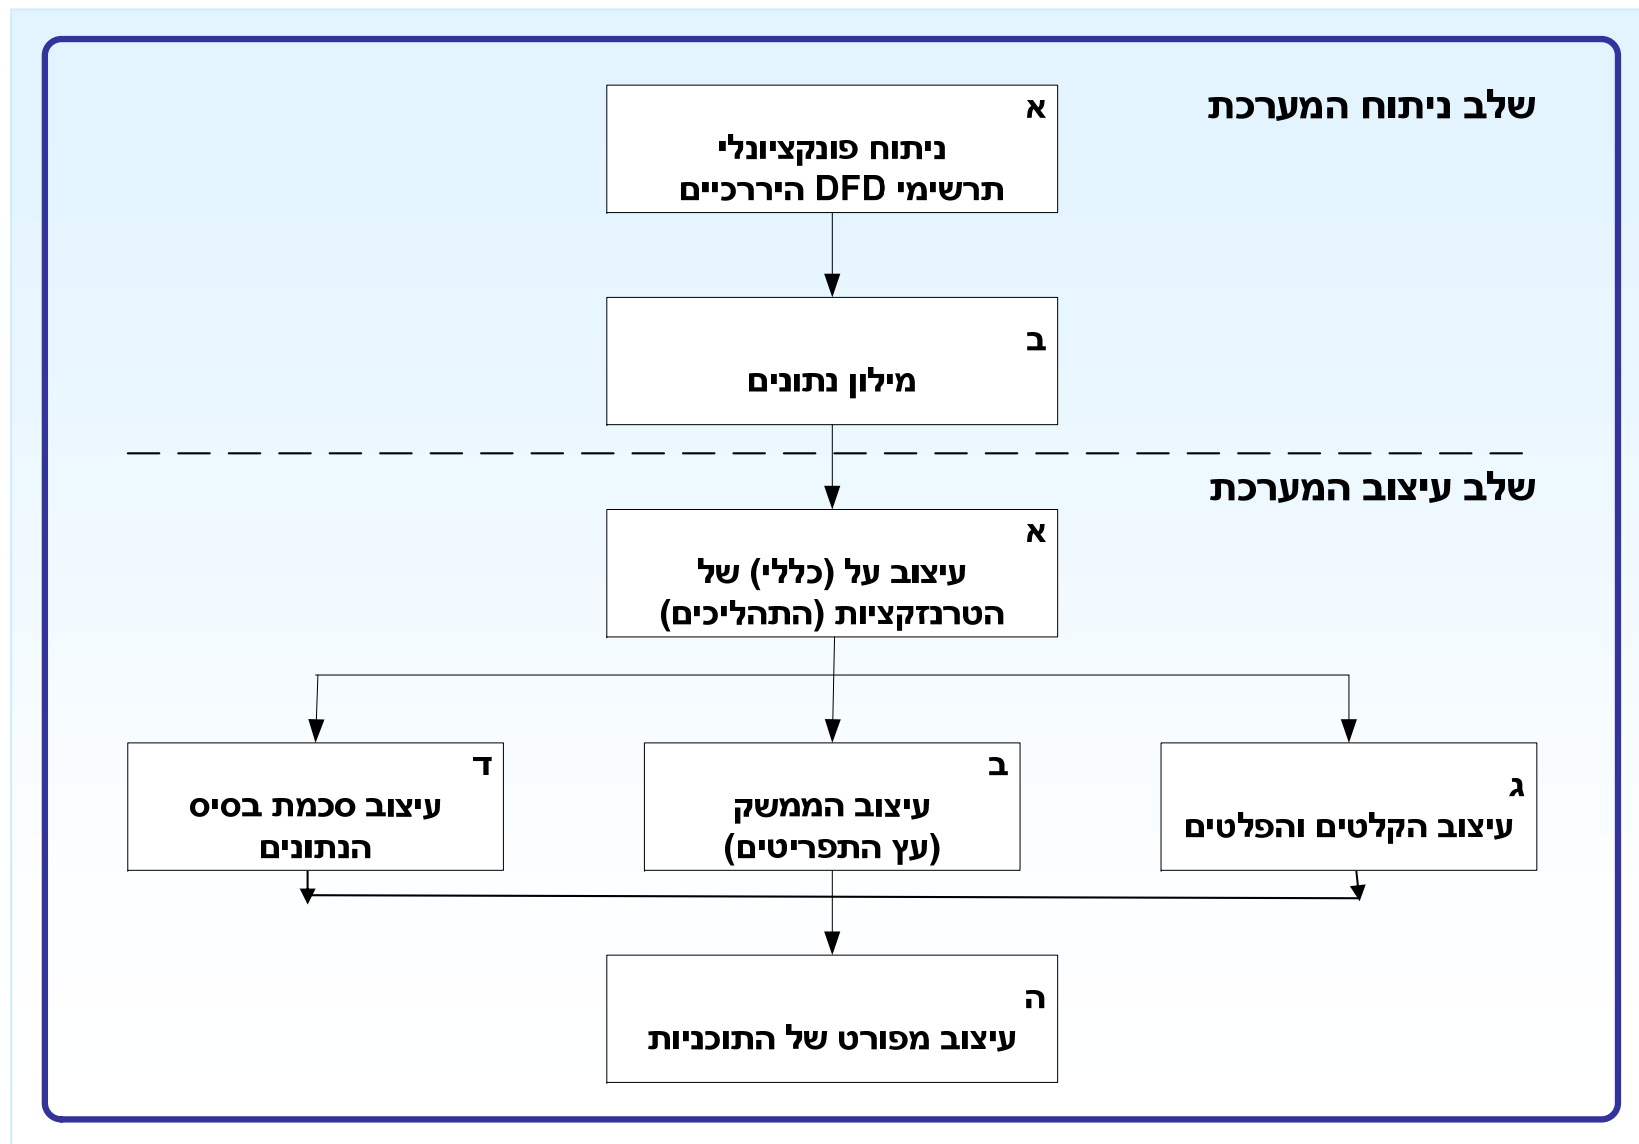 שלב ניתוח המערכת
א
ניתוח פונקציונלי
תרשימי DFD היררכיים
ב
מילון נתונים
שלב עיצוב המערכת
א
עיצוב על (כללי) של
הטרנזקציות (התהליכים)
ג
עיצוב הקלטים והפלטים
ב
עיצוב הממשק
(עץ התפריטים)
ד
עיצוב סכמת בסיס
הנתונים
ה
עיצוב מפורט של התוכניות